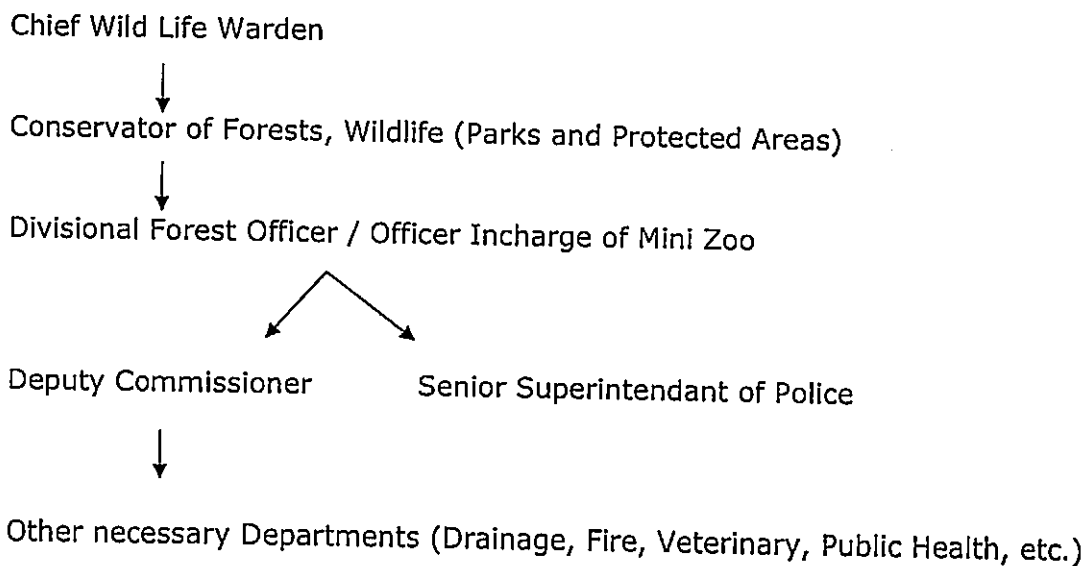 Chief Wild Life Warden
Conservator of Forests, Wildlife (Parks and Protected Areas)
Divisional Forest Officer / Officer Incharge of Mini Zoo
Deputy Commissioner Senior Superintendant of Police
Other necessary Departments (Drainage, Fire, Veterinary, Public Health, etc.)